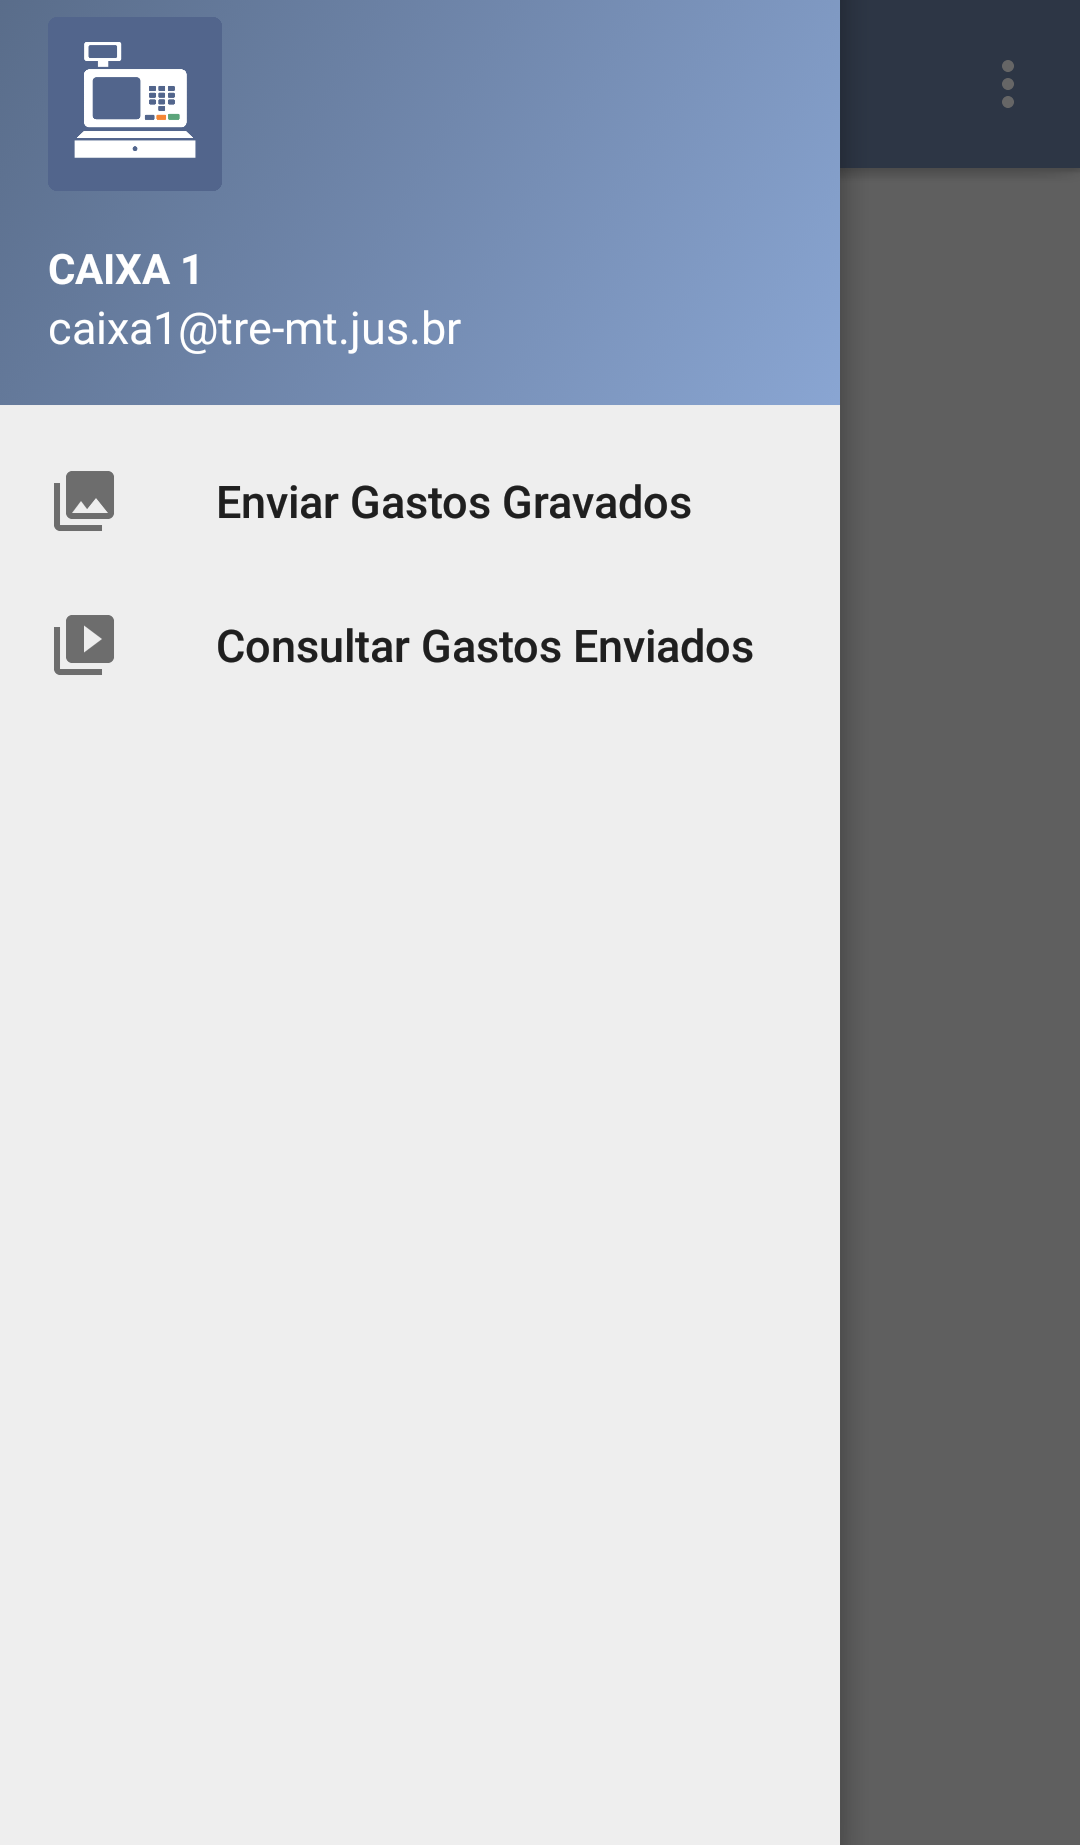 CAIXA 1
caixa1@tre-mt.jus.br
Enviar Gastos Gravados
Consultar Gastos Enviados